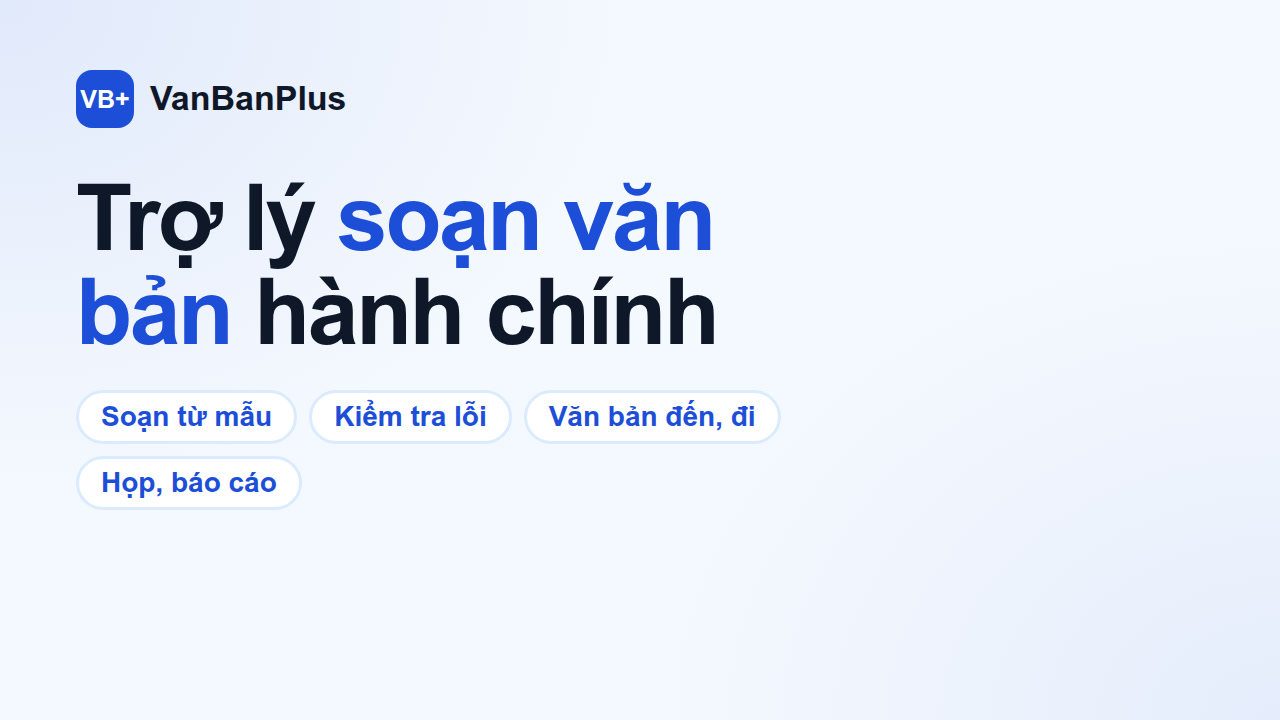 VB+ VanBanPlus
Trợ lý soạn văn
bản hành chính
Soạn từ mẫu Kiểm tra lỗi Văn bản đến, đi
Họp, báo cáo